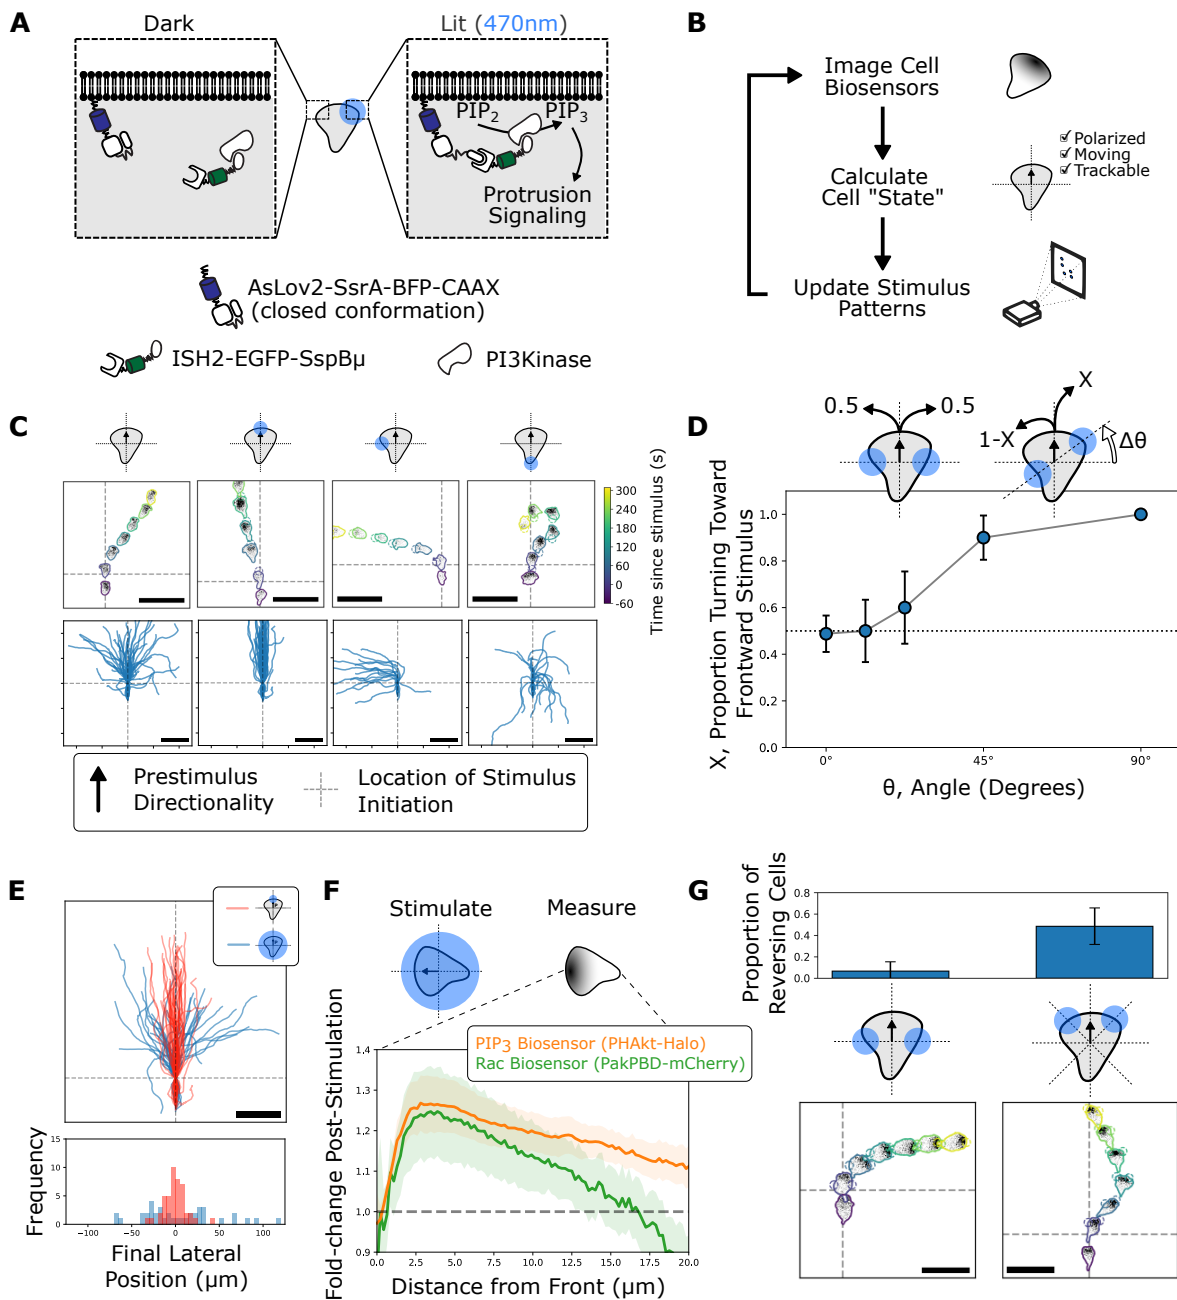 A
Dark
Lit (470nm)
PIP2
PIP3
Protrusion
Signaling
AsLov2-SsrA-BFP-CAAX
(closed conformation)
ISH2-EGFP-SspBµ
PI3Kinase
B
Image Cell
Biosensors
Calculate
Cell "State"
Update Stimulus
Patterns
Polarized
Moving
Trackable
C
300
240
180
120
60
0
-60
Time since stimulus (s)
Prestimulus
Directionality
Location of Stimulus
Initiation
D
0.5
0.5
X
1-X
Δθ
X, Proportion Turning Toward
Frontward Stimulus
1.0
0.8
0.6
0.4
0.2
0.0
0°
45°
90°
θ, Angle (Degrees)
E
Frequency
15
10
5
0
-100
-50
0
50
100
Final Lateral
Position (µm)
F
Stimulate
Measure
PIP3 Biosensor (PHAkt-Halo)
Rac Biosensor (PakPBD-mCherry)
Fold-change Post-Stimulation
1.4
1.3
1.2
1.1
1.0
0.9
0.0
2.5
5.0
7.5
10.0
12.5
15.0
17.5
20.0
Distance from Front (µm)
G
Proportion of
Reversing Cells
0.8
0.6
0.4
0.2
0.0